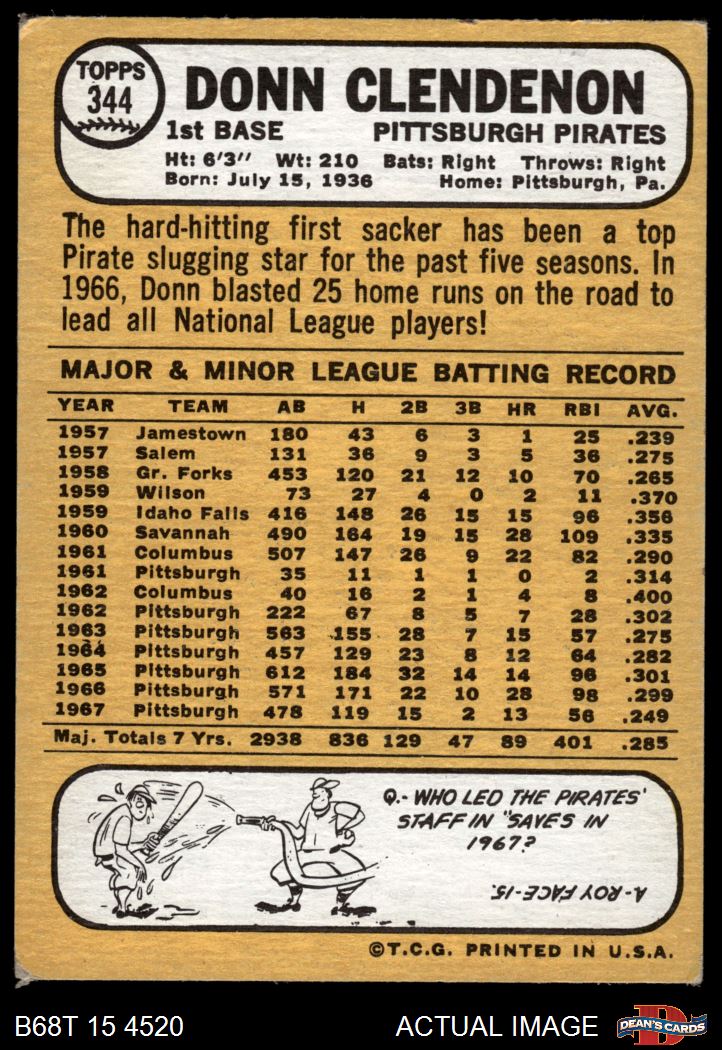 TOPPS
344
DONN CLENDENON
1st BASE PITTSBURGH PIRATES
Ht: 6'3" Wt: 210 Bats: Right Throws: Right
Born: July 15, 1936 Home: Pittsburgh, Pa.
The hard-hitting first sacker has been a top
Pirate slugging star for the past five seasons. In
1966, Donn blasted 25 home runs on the road to
lead all National League players!
MAJOR & MINOR LEAGUE BATTING RECORD
YEAR TEAM AB H 2B 3B HR RBI AVG.
1957 Jamestown 180 43 6 3 1 25 .239
1957 Salem 131 36 9 3 5 36 .275
1958 Gr. Forks 453 120 21 12 10 70 .265
1959 Wilson 73 27 4 0 2 11 .370
1959 Idaho Falls 416 148 26 15 15 96 .356
1960 Savannah 490 164 19 15 28 109 .335
1961 Columbus 507 147 26 9 22 82 .290
1961 Pittsburgh 35 11 1 1 0 2 .314
1962 Columbus 40 16 2 1 4 8 .400
1962 Pittsburgh 222 67 8 5 7 28 .302
1963 Pittsburgh 563 155 28 7 15 57 .275
1964 Pittsburgh 457 129 23 8 12 64 .282
1965 Pittsburgh 612 184 32 14 14 96 .301
1966 Pittsburgh 571 171 22 10 28 98 .299
1967 Pittsburgh 478 119 15 2 13 56 .249
Maj. Totals 7 Yrs. 2938 836 129 47 89 401 .285
Q.- WHO LED THE PIRATES'
STAFF IN "SAVES IN
1967?
A-ROY FACE-15.
©T.C.G. PRINTED IN U.S.A.
B68T 15 4520 ACTUAL IMAGE DEAN'S CARDS